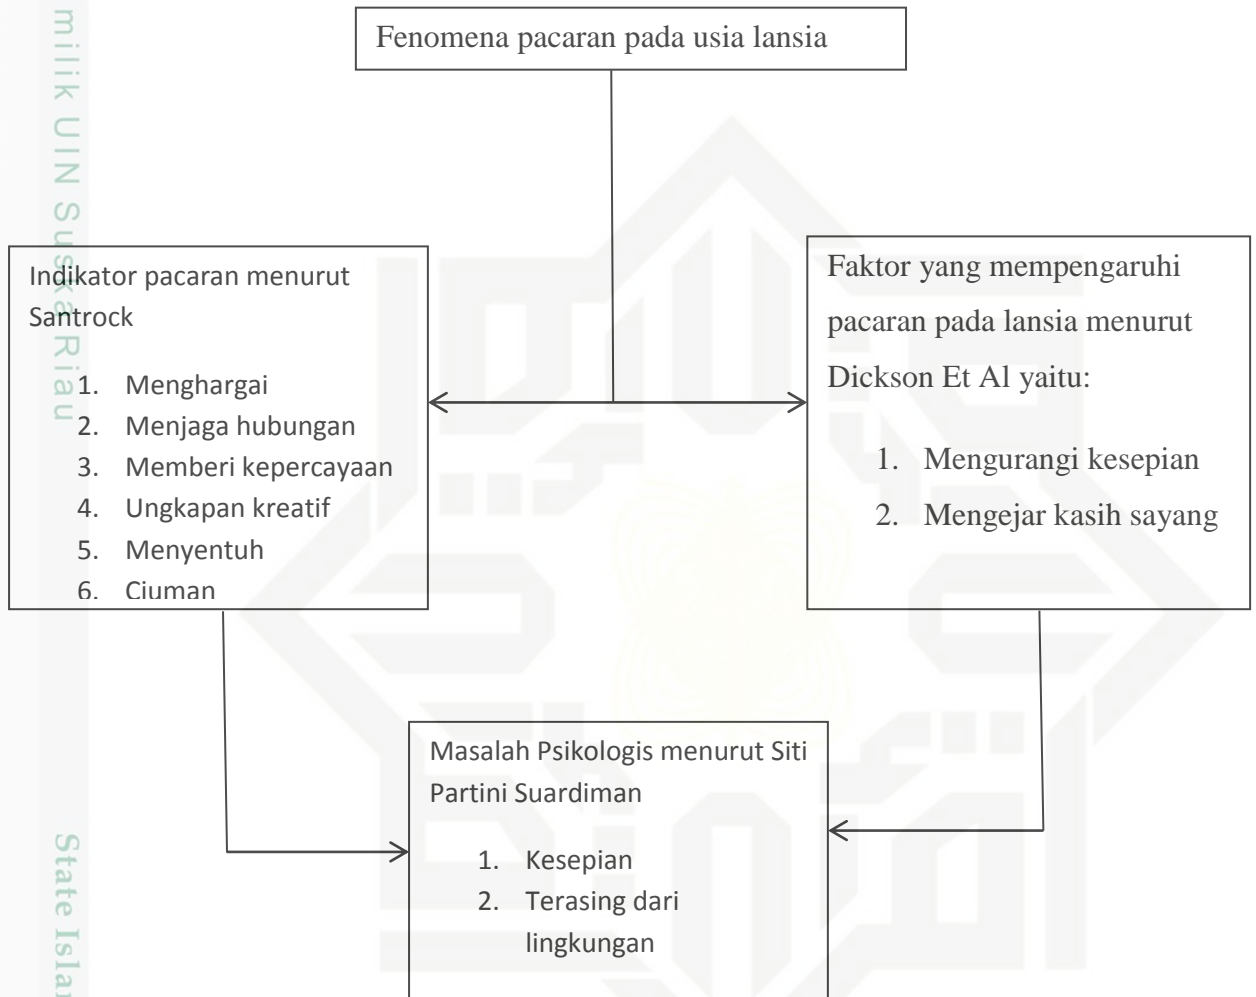 milik UIN Suska Riau
State Islam
Fenomena pacaran pada usia lansia
Indikator pacaran menurut
Santrock
1. Menghargai
2. Menjaga hubungan
3. Memberi kepercayaan
4. Ungkapan kreatif
5. Menyentuh
6. Ciuman
Faktor yang mempengaruhi
pacaran pada lansia menurut
Dickson Et Al yaitu:
1. Mengurangi kesepian
2. Mengejar kasih sayang
Masalah Psikologis menurut Siti
Partini Suardiman
1. Kesepian
2. Terasing dari
lingkungan